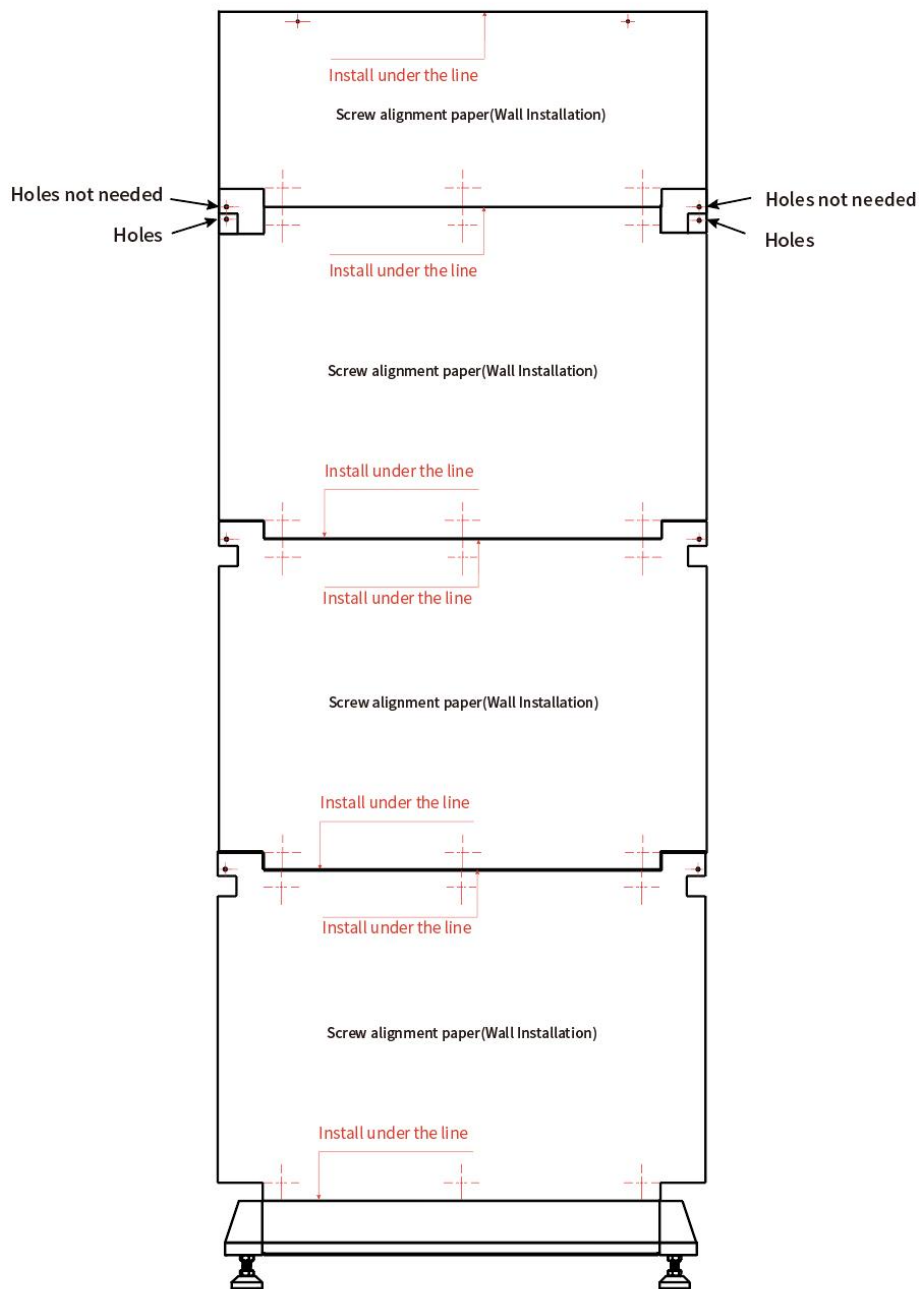 Install under the line
Screw alignment paper(Wall Installation)
Holes not needed
Holes
Holes not needed
Holes
Install under the line
Screw alignment paper(Wall Installation)
Install under the line
Install under the line
Screw alignment paper(Wall Installation)
Install under the line
Install under the line
Screw alignment paper(Wall Installation)
Install under the line